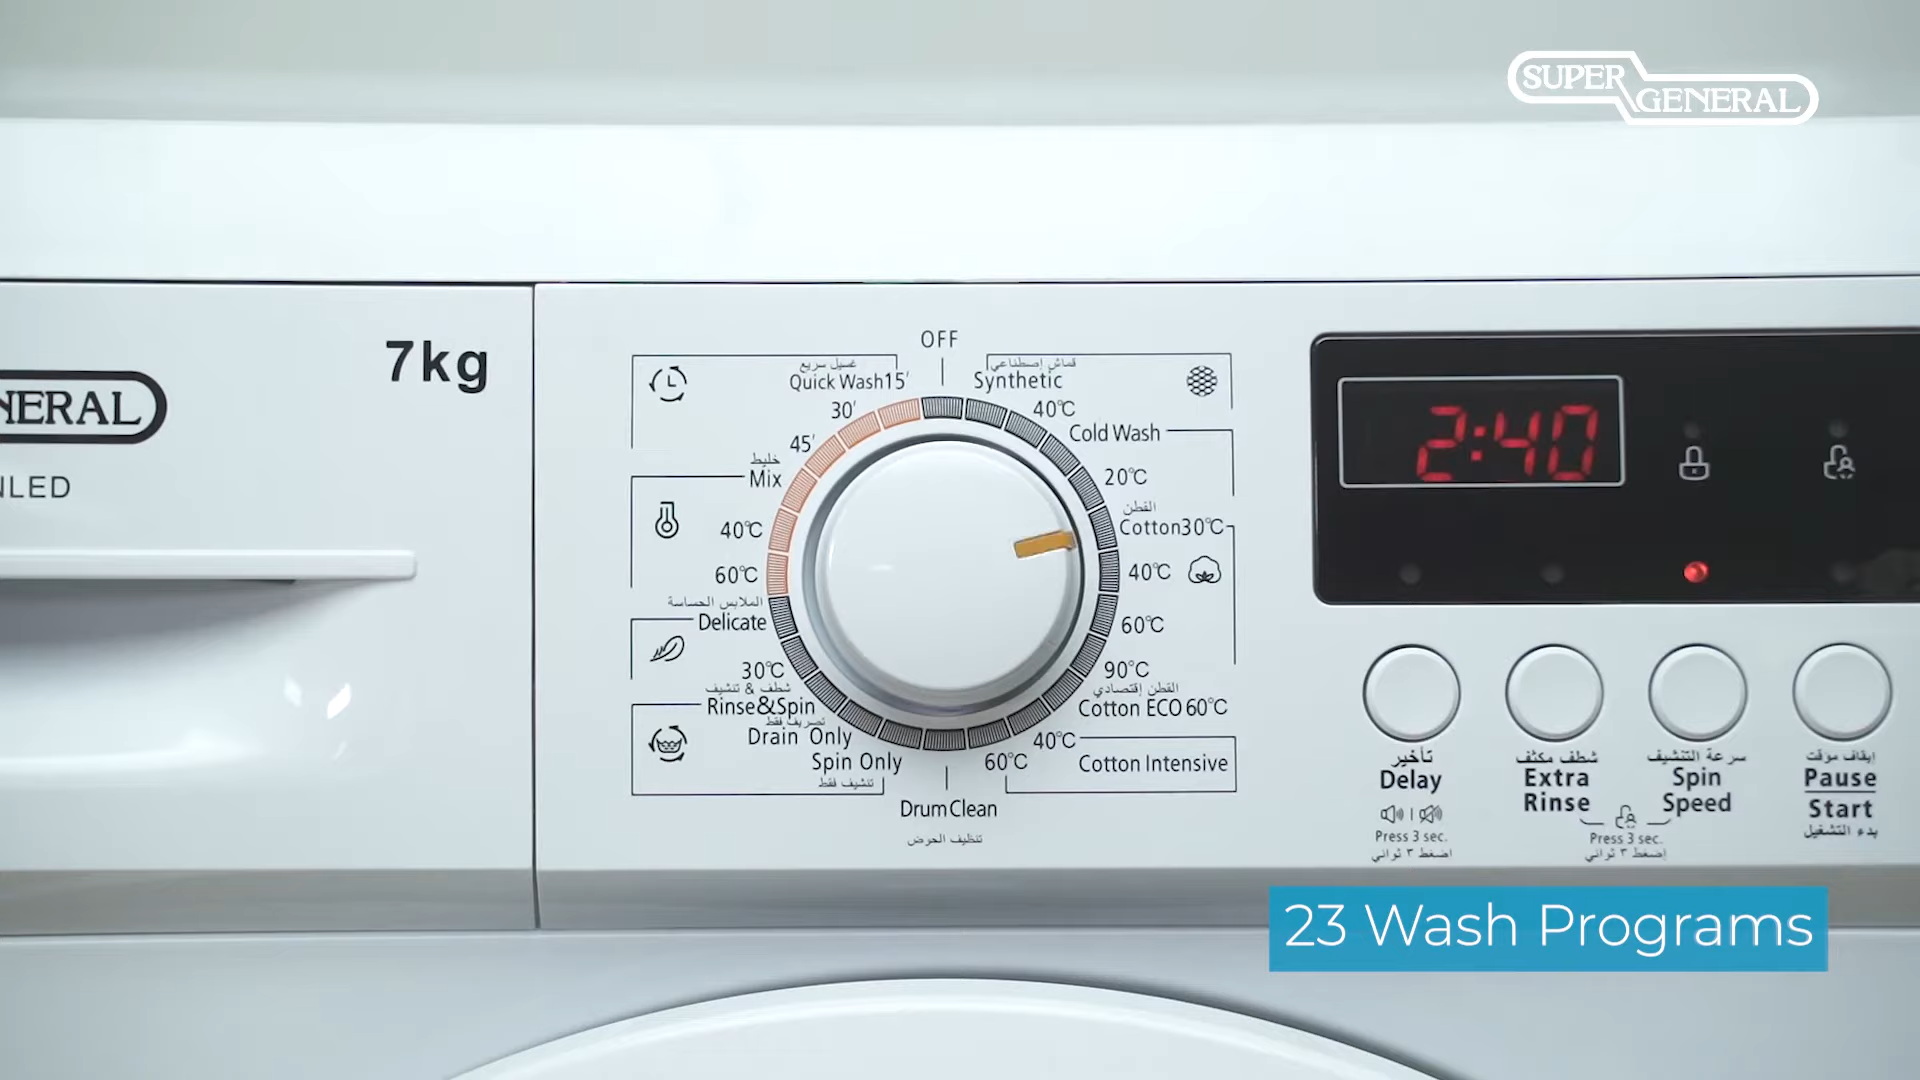 SUPER
GENERAL
7kg
NERAL
NLED
OFF
غسيل سريع
Quick Wash15'
30'
45'
خليط
Mix
40℃
60℃
الملابس الحساسة
Delicate
30℃
شطف & تنشيف
Rinse&Spin
تصريف فقط
Drain Only
Spin Only
تنشيف فقط
Drum Clean
تنظيف الحوض
قماش إصطناعي
Synthetic
40℃
Cold Wash
20℃
القطن
Cotton30℃
40℃
60℃
90℃
القطن إقتصادي
Cotton ECO 60℃
40℃
60℃
Cotton Intensive
2:40
تأخير
Delay
Press 3 sec.
اضغط ٣ ثواني
شطف مكثف
Extra
Rinse
سرعة التنشيف
Spin
Speed
Press 3 sec.
إضغط ٣ ثواني
إيقاف مؤقت
Pause
Start
بدء التشغيل
23 Wash Programs